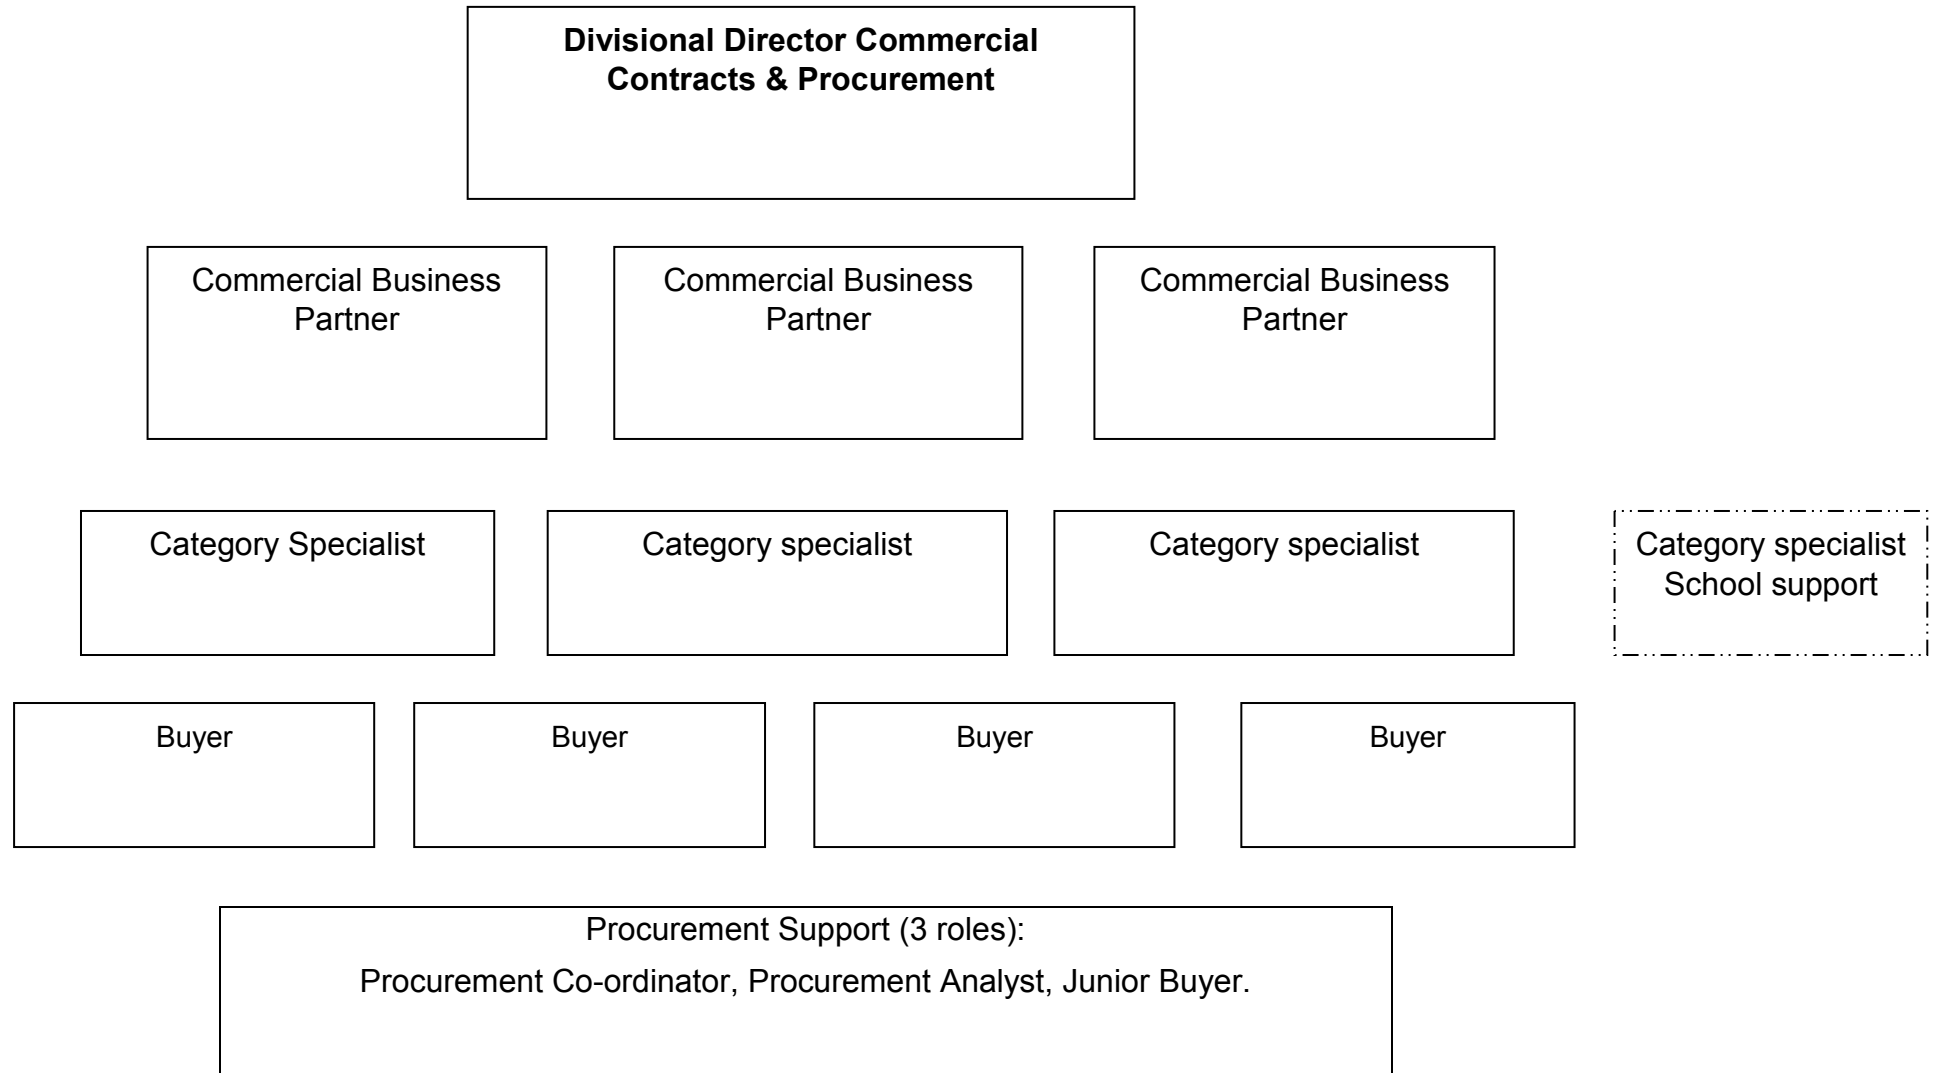 Divisional Director Commercial
Contracts & Procurement
Commercial Business
Partner
Commercial Business
Partner
Commercial Business
Partner
Category Specialist
Category specialist
Category specialist
Category specialist
School support
Buyer
Buyer
Buyer
Buyer
Procurement Support (3 roles):
Procurement Co-ordinator, Procurement Analyst, Junior Buyer.